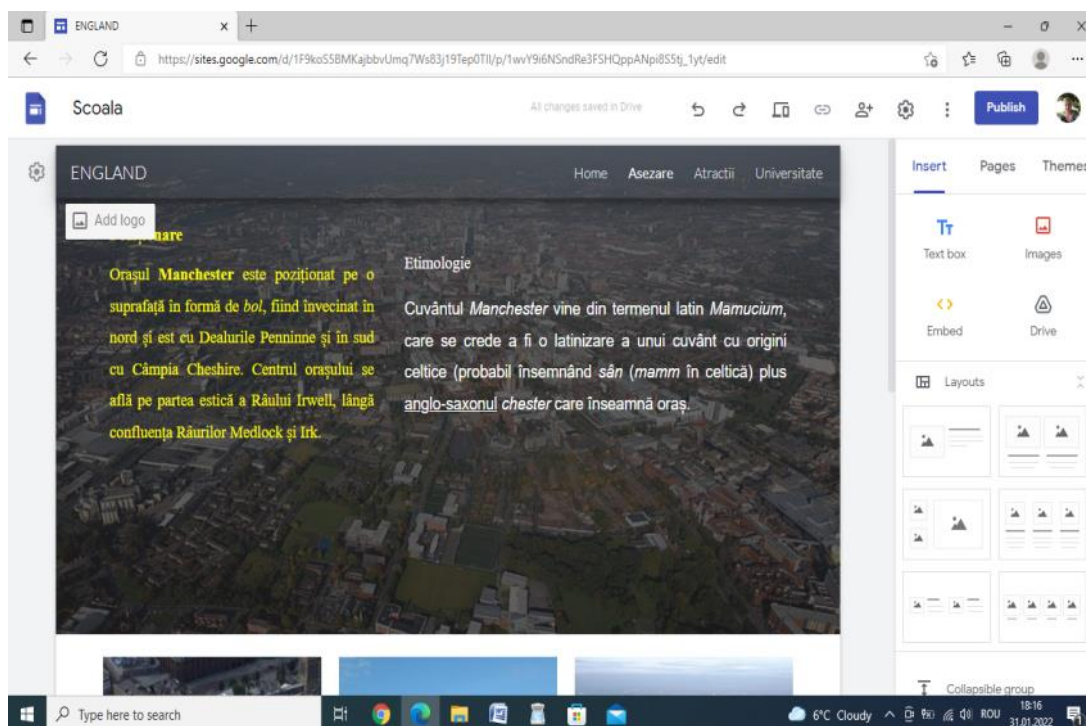 ENGLAND
https://sites.google.com/d/1F9koS5BMKajbbvUmq7Ws83j19Tep0TII/p/1wvY9i6NSndRe3FSHQppANpi8S5tj_1yt/edit
Scoala
All changes saved in Drive
Publish
ENGLAND
Home Asezare Atractii Universitate
Insert Pages Themes
Add logo
Orașul Manchester este poziționat pe o
suprafață în formă de bol, fiind învecinat în
nord și est cu Dealurile Penninne și în sud
cu Câmpia Cheshire. Centrul orașului se
află pe partea estică a Râului Irwell, lângă
confluența Râurilor Medlock și Irk.
Etimologie
Cuvântul Manchester vine din termenul latin Mamucium,
care se crede a fi o latinizare a unui cuvânt cu origini
celtice (probabil însemnând sân (mamm în celtică) plus
anglo-saxonul chester care înseamnă oraș.
Text box Images
Embed Drive
Layouts
Collapsible group
Type here to search
6°C Cloudy
ROU
18:16
31.01.2022